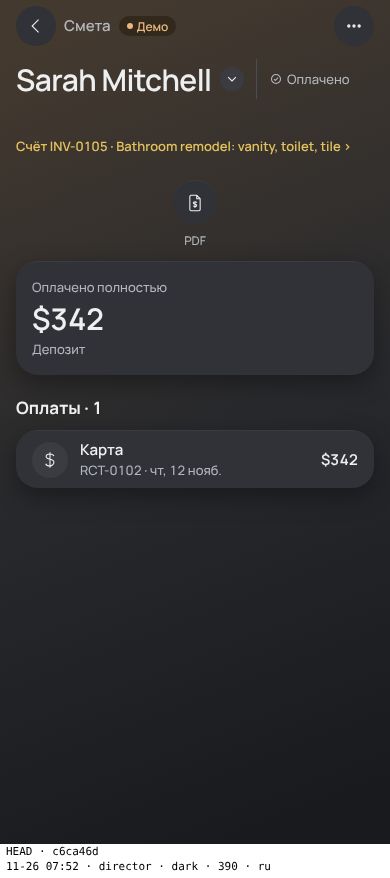 Смета
Демо
Sarah Mitchell
Оплачено
Счёт INV-0105 · Bathroom remodel: vanity, toilet, tile ›
PDF
Оплачено полностью
$342
Депозит
Оплаты · 1
Карта
RCT-0102 · чт, 12 нояб.
$342
HEAD · c6ca46d
11-26 07:52 · director · dark · 390 · ru